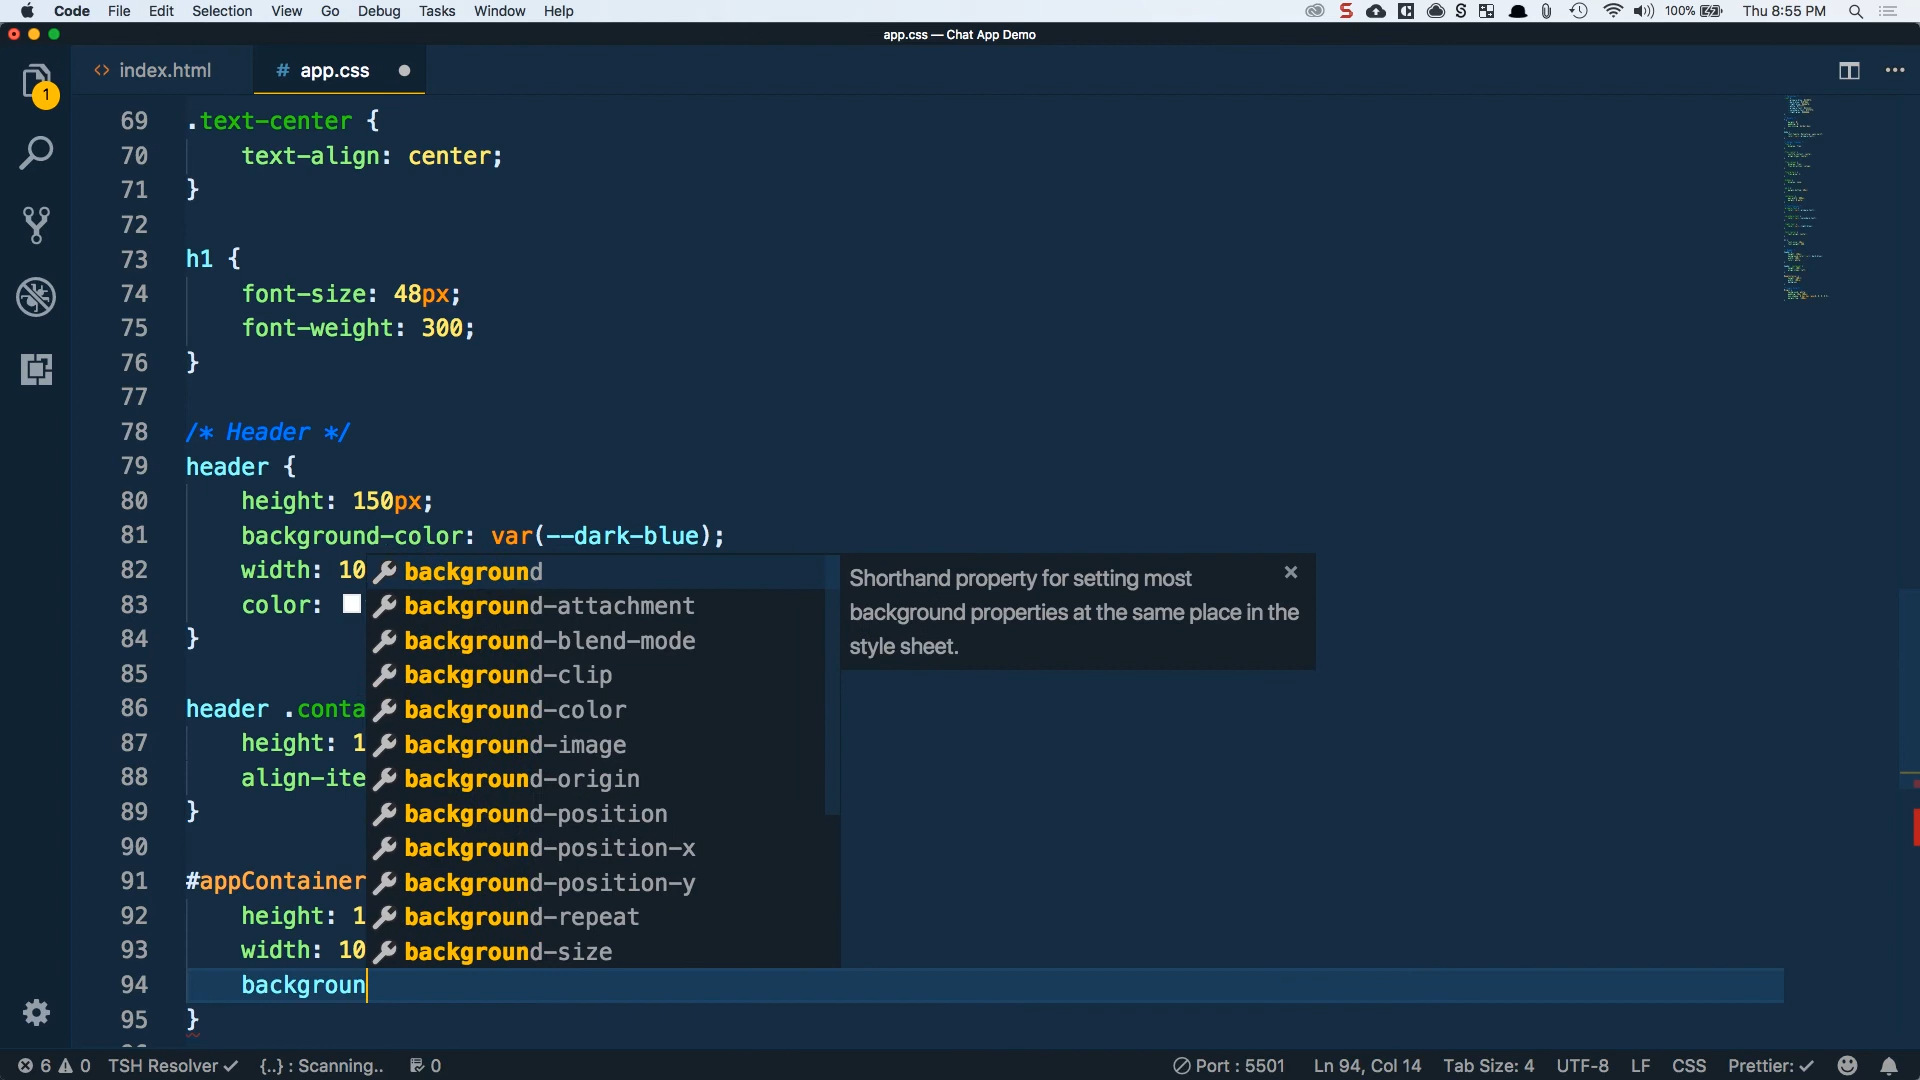 Code File Edit Selection View Go Debug Tasks Window Help 100% Thu 8:55 PM
app.css — Chat App Demo
<> index.html # app.css
1
69 .text-center {
70 text-align: center;
71 }
72
73 h1 {
74 font-size: 48px;
75 font-weight: 300;
76 }
77
78 /* Header */
79 header {
80 height: 150px;
81 background-color: var(--dark-blue);
82 width: 10
83 color:
84 }
85
86 header .conta
87 height: 1
88 align-ite
89 }
90
91 #appContainer
92 height: 1
93 width: 10
94 backgroun
95 }
background
background-attachment
background-blend-mode
background-clip
background-color
background-image
background-origin
background-position
background-position-x
background-position-y
background-repeat
background-size
Shorthand property for setting most
background properties at the same place in the
style sheet.
6 0 TSH Resolver {..} : Scanning.. 0 Port : 5501 Ln 94, Col 14 Tab Size: 4 UTF-8 LF CSS Prettier: